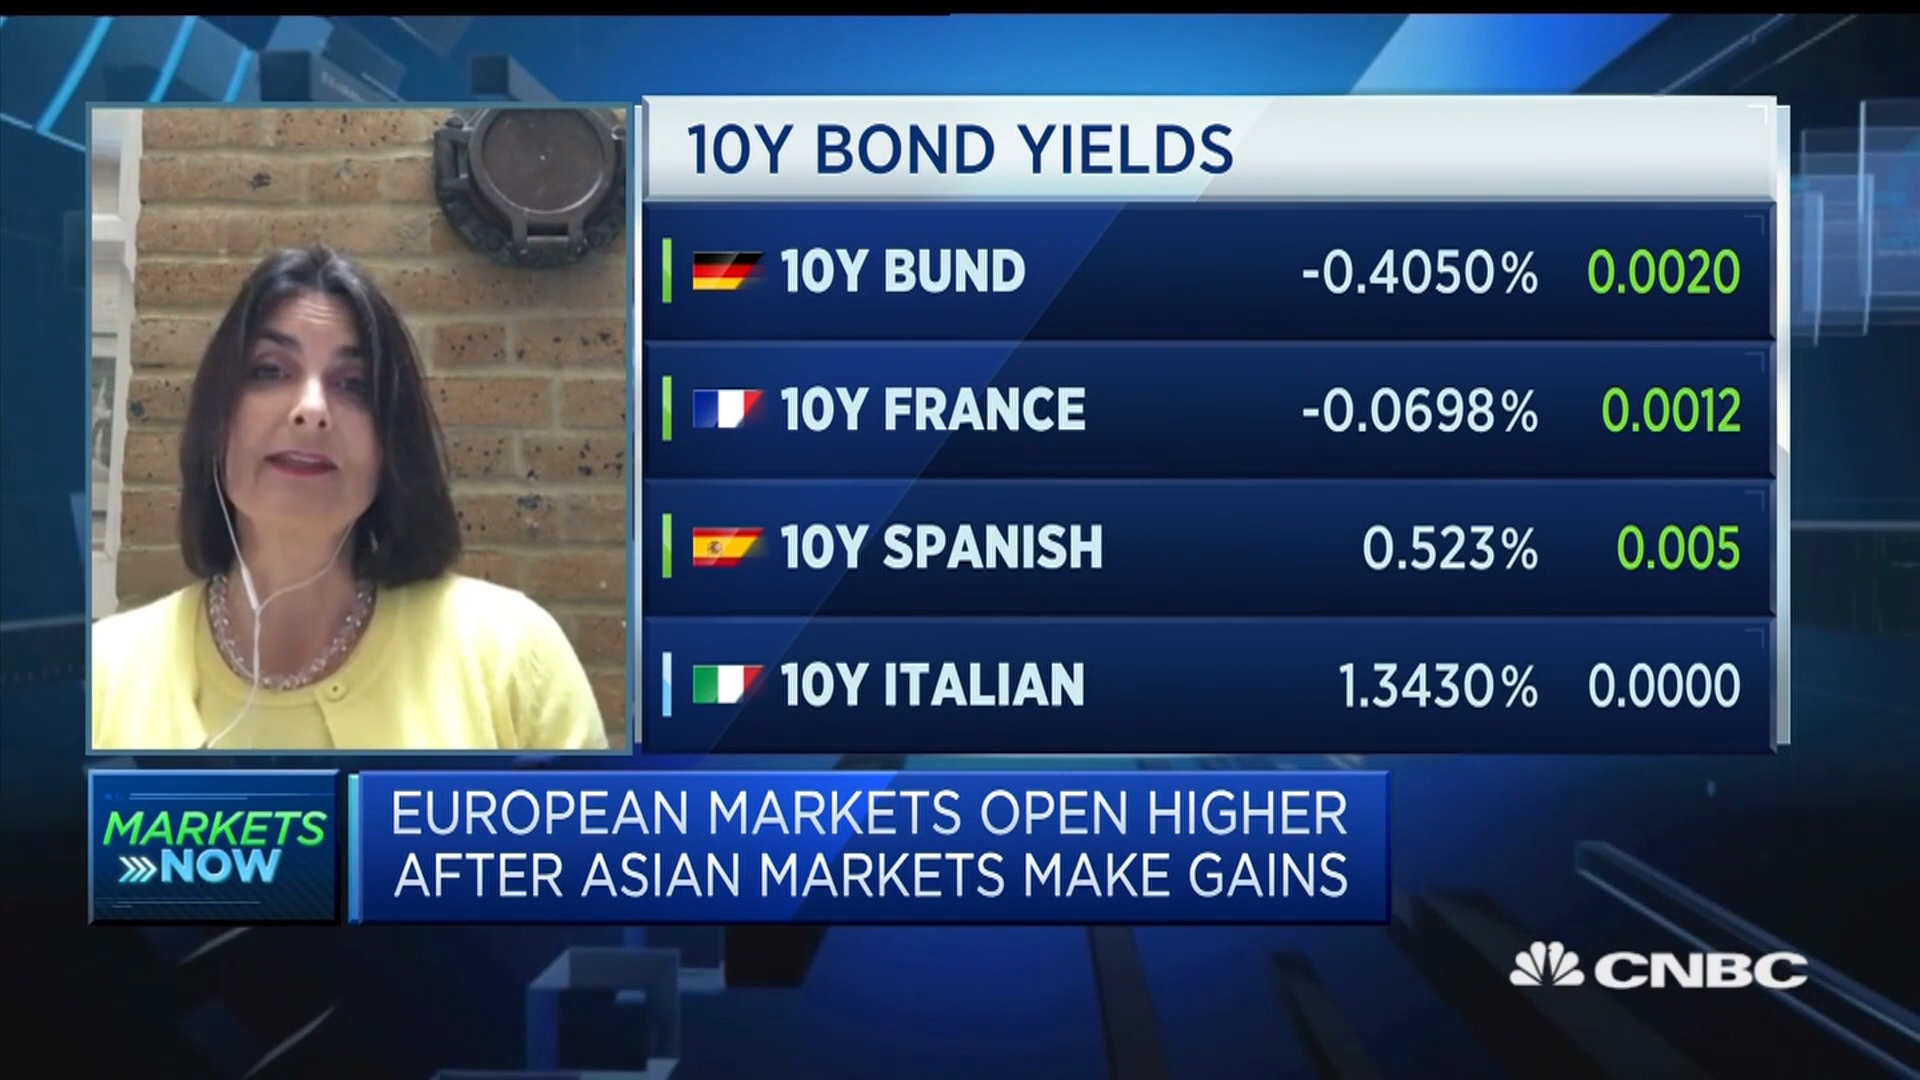 10Y BOND YIELDS
10Y BUND -0.4050% 0.0020
10Y FRANCE -0.0698% 0.0012
10Y SPANISH 0.523% 0.005
10Y ITALIAN 1.3430% 0.0000
MARKETS
NOW
EUROPEAN MARKETS OPEN HIGHER
AFTER ASIAN MARKETS MAKE GAINS
CNBC